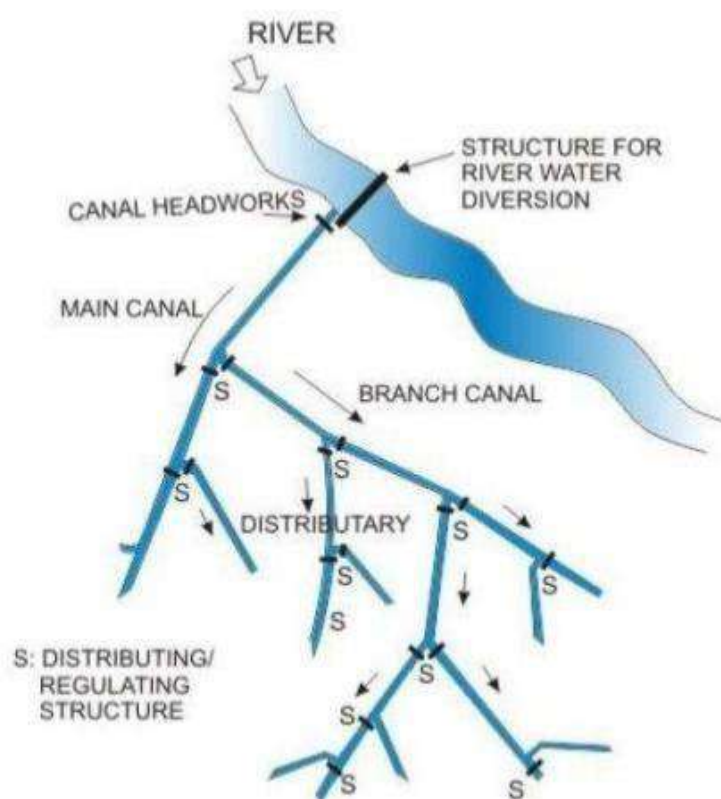 RIVER
STRUCTURE FOR
RIVER WATER
DIVERSION
CANAL HEADWORKS
MAIN CANAL
S
BRANCH CANAL
S
S
S
DISTRIBUTARY
S
S
S
S: DISTRIBUTING/
REGULATING
STRUCTURE
S
S
S
S